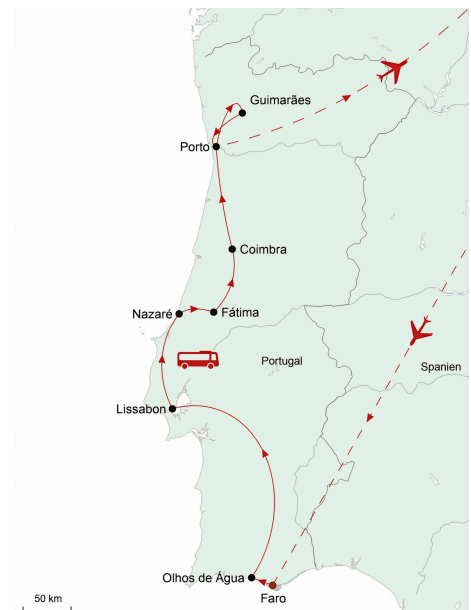 Guimarães
Porto
Coimbra
Nazaré
Fátima
Portugal
Spanien
Lissabon
Olhos de Água
Faro
50 km